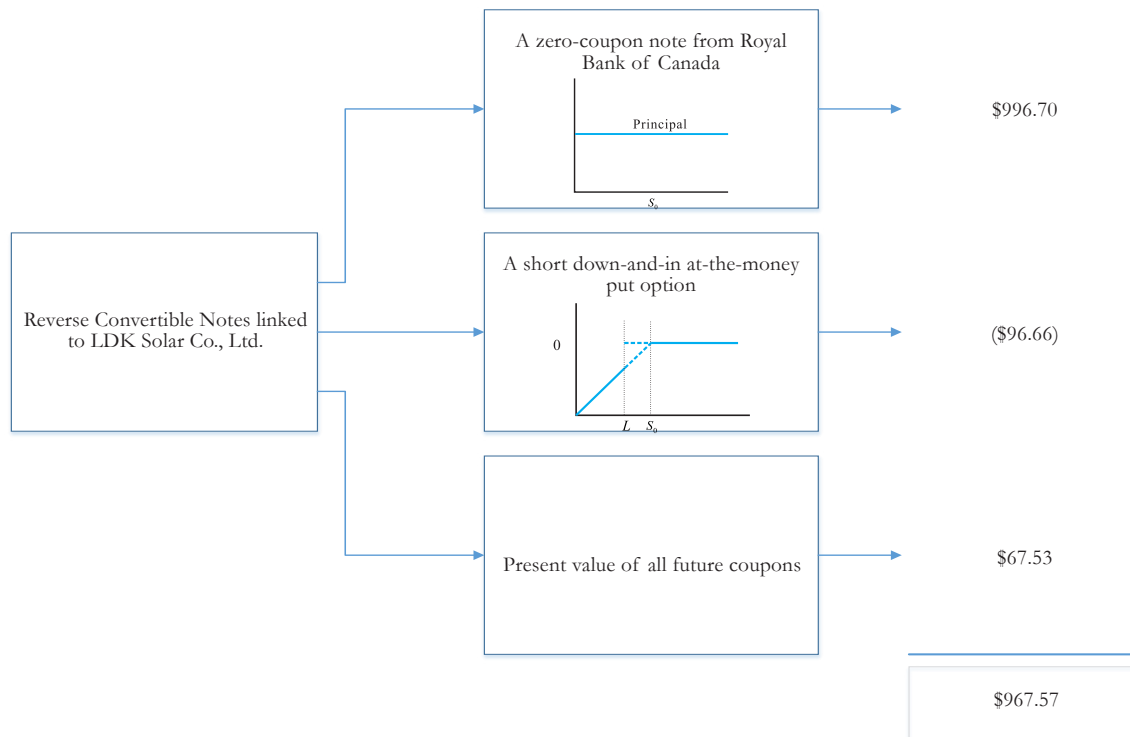 A zero-coupon note from Royal
Bank of Canada
Principal
S₀
$996.70
Reverse Convertible Notes linked
to LDK Solar Co., Ltd.
A short down-and-in at-the-money
put option
0
L S₀
($96.66)
Present value of all future coupons
$67.53
$967.57